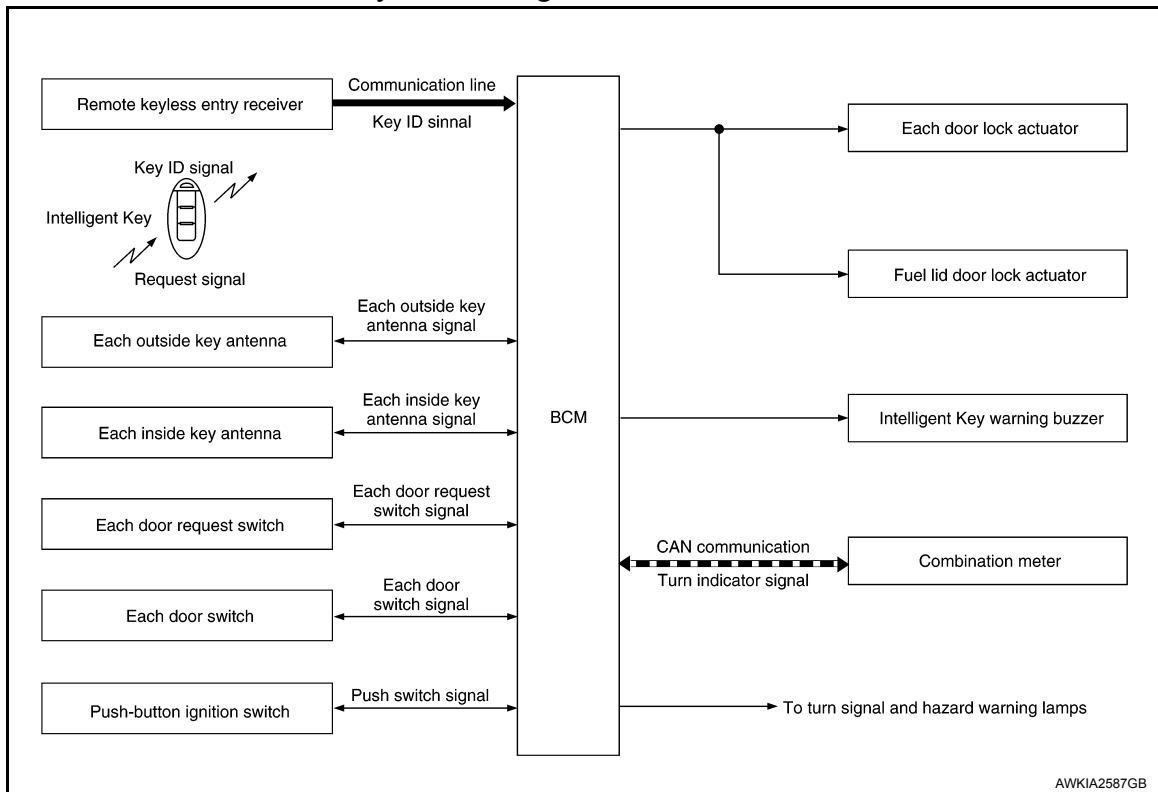 Remote keyless entry receiver
Communication line
Key ID sinnal
Key ID signal
Intelligent Key
Request signal
Each outside key antenna
Each outside key
antenna signal
Each inside key antenna
Each inside key
antenna signal
Each door request switch
Each door request
switch signal
Each door switch
Each door
switch signal
Push-button ignition switch
Push switch signal
BCM
Each door lock actuator
Fuel lid door lock actuator
Intelligent Key warning buzzer
CAN communication
Turn indicator signal
Combination meter
To turn signal and hazard warning lamps
AWKIA2587GB